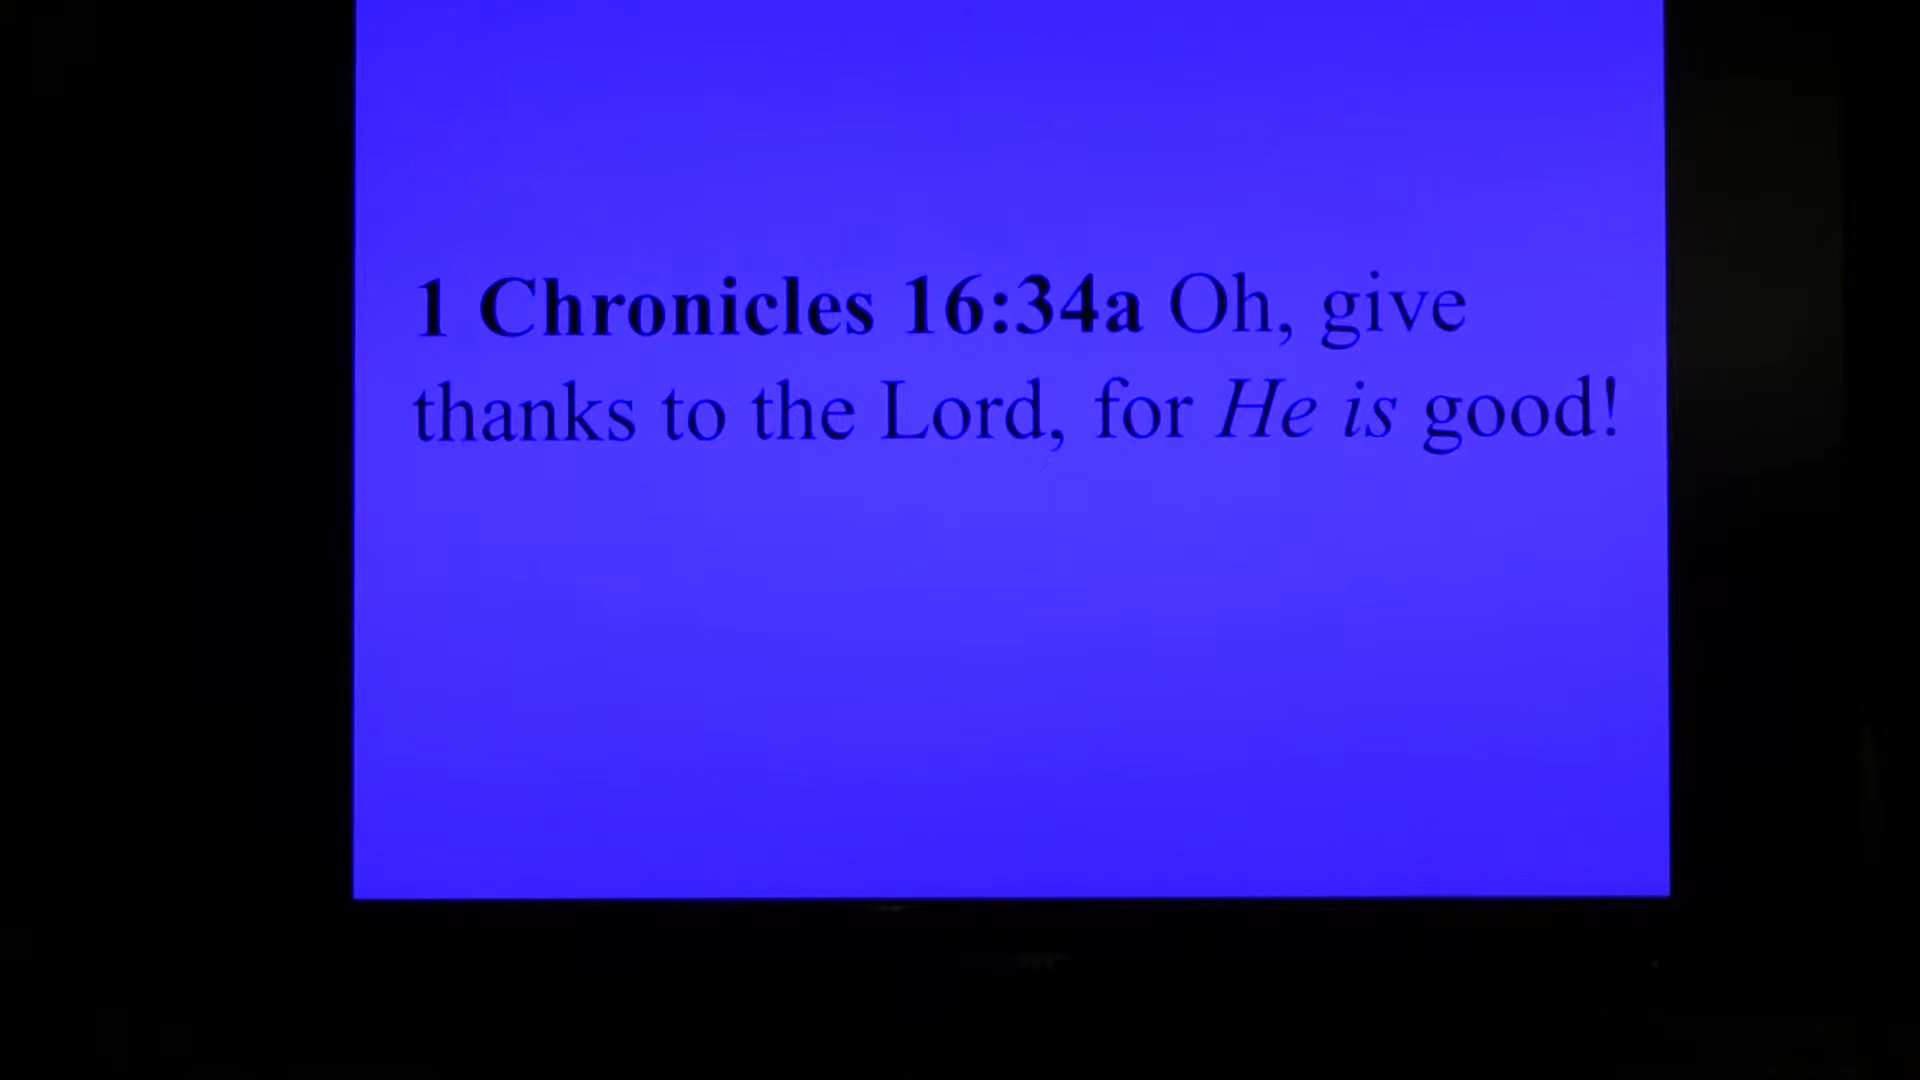 1 Chronicles 16:34a Oh, give
thanks to the Lord, for He is good!